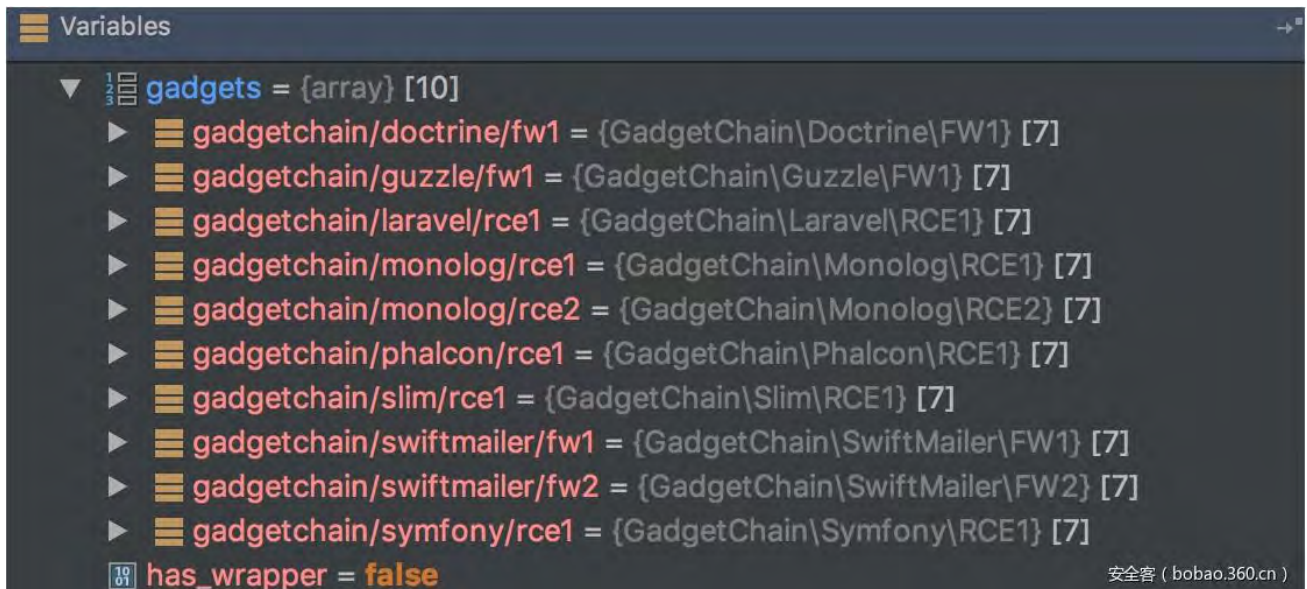 Variables
gadgets = {array} [10]
gadgetchain/doctrine/fw1 = {GadgetChain\Doctrine\FW1} [7]
gadgetchain/guzzle/fw1 = {GadgetChain\Guzzle\FW1} [7]
gadgetchain/laravel/rce1 = {GadgetChain\Laravel\RCE1} [7]
gadgetchain/monolog/rce1 = {GadgetChain\Monolog\RCE1} [7]
gadgetchain/monolog/rce2 = {GadgetChain\Monolog\RCE2} [7]
gadgetchain/phalcon/rce1 = {GadgetChain\Phalcon\RCE1} [7]
gadgetchain/slim/rce1 = {GadgetChain\Slim\RCE1} [7]
gadgetchain/swiftmailer/fw1 = {GadgetChain\SwiftMailer\FW1} [7]
gadgetchain/swiftmailer/fw2 = {GadgetChain\SwiftMailer\FW2} [7]
gadgetchain/symfony/rce1 = {GadgetChain\Symfony\RCE1} [7]
has_wrapper = false
安全客（bobao.360.cn）